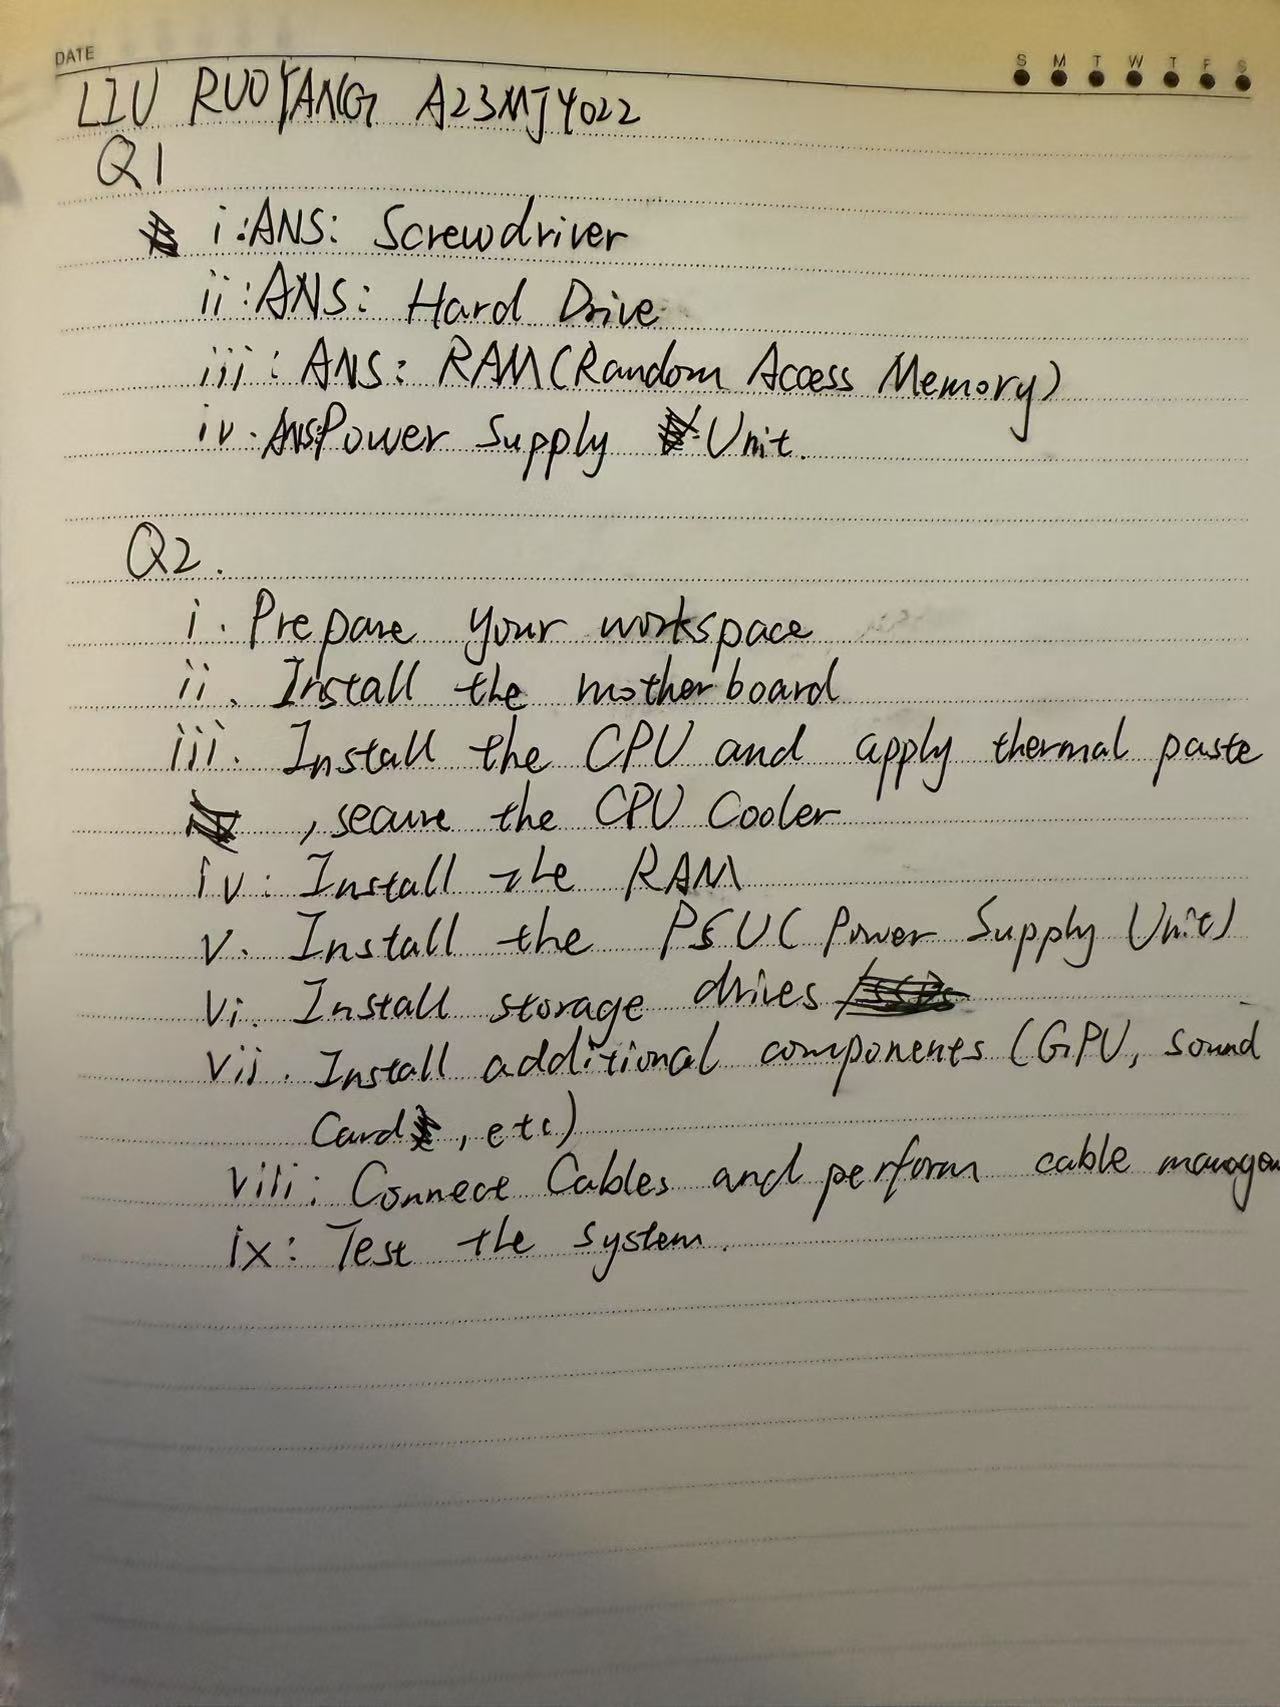 DATE
S M T W T F S
LIU RUOYANG A23MJ4022
Q1
i:ANS: Screwdriver
ii:ANS: Hard Drive
iii: ANS: RAM(Random Access Memory)
iv. ANS:Power Supply Unit.
Q2.
i. Prepare your workspace
ii. Install the motherboard
iii. Install the CPU and apply thermal paste
, secure the CPU Cooler
iv: Install the RAM
v. Install the PSU(Power Supply Unit)
vi. Install storage drives
vii. Install additional components (GPU, sound
Card, etc)
viii: Connect Cables and perform cable
ix: Test the system.